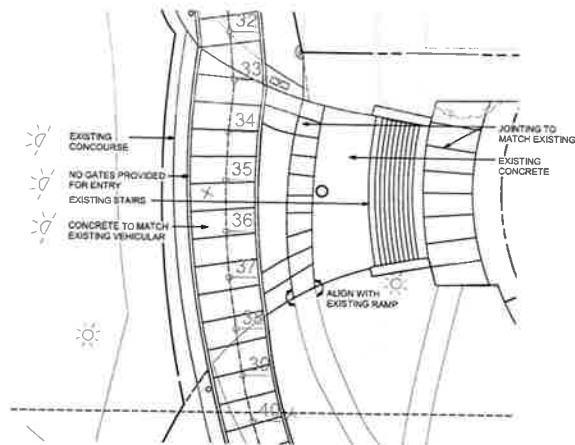 32
33
34
JOINTING TO
MATCH EXISTING
EXISTING
CONCOURSE
EXISTING
CONCRETE
NO GATES PROVIDED
FOR ENTRY
35
EXISTING STAIRS
CONCRETE TO MATCH
EXISTING VEHICULAR
36
37
ALIGN WITH
EXISTING RAMP
38
39
40